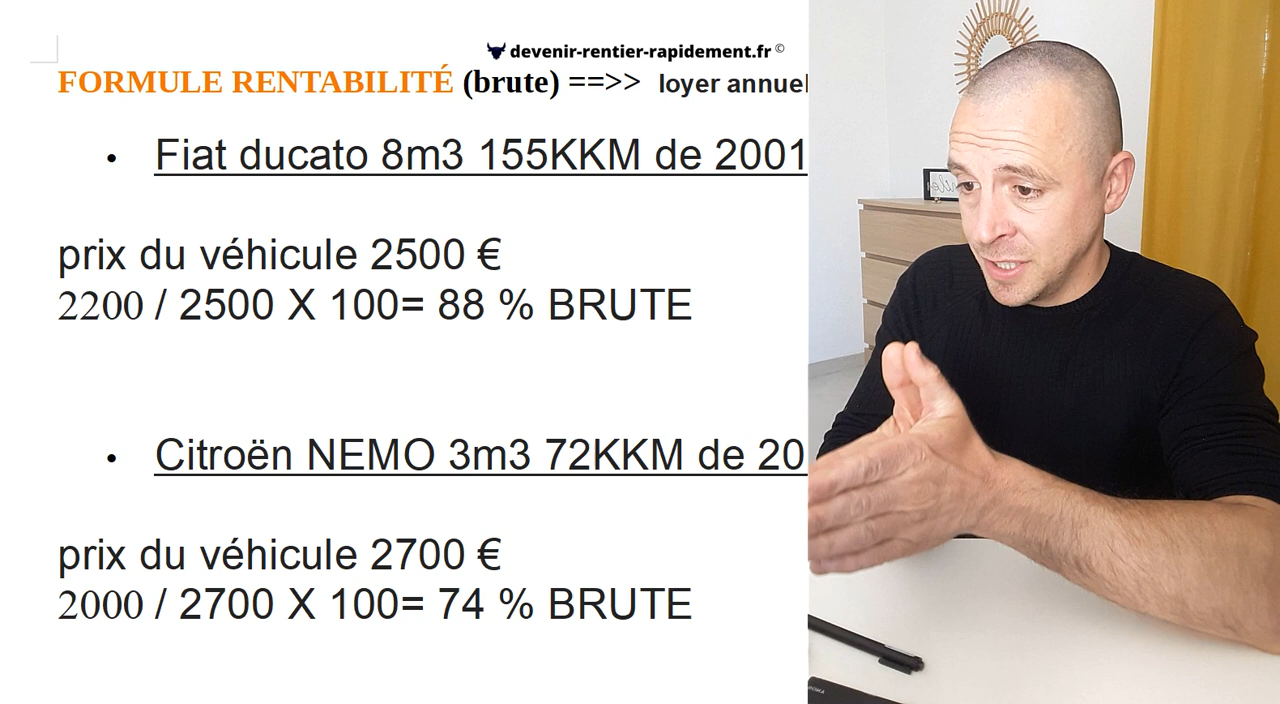 devenir-rentier-rapidement.fr ©
FORMULE RENTABILITÉ (brute) ==>> loyer annuel
• Fiat ducato 8m3 155KKM de 2001
prix du véhicule 2500 €
2200 / 2500 X 100= 88 % BRUTE
• Citroën NEMO 3m3 72KKM de 20
prix du véhicule 2700 €
2000 / 2700 X 100= 74 % BRUTE